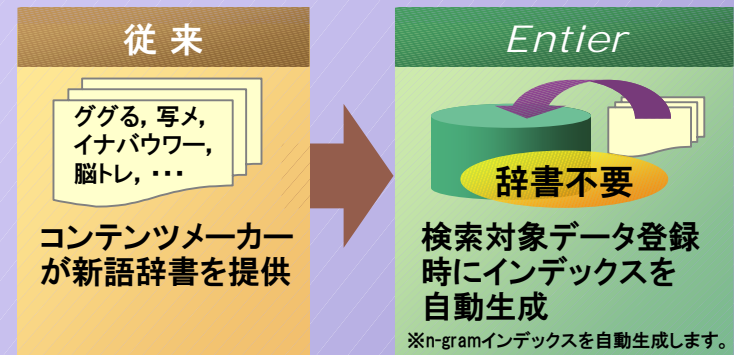 従来
ググる, 写メ,
イナバウワー,
脳トレ, ・・・
コンテンツメーカー
が新語辞書を提供
Entier
辞書不要
検索対象データ登録
時にインデックスを
自動生成
※n-gramインデックスを自動生成します。